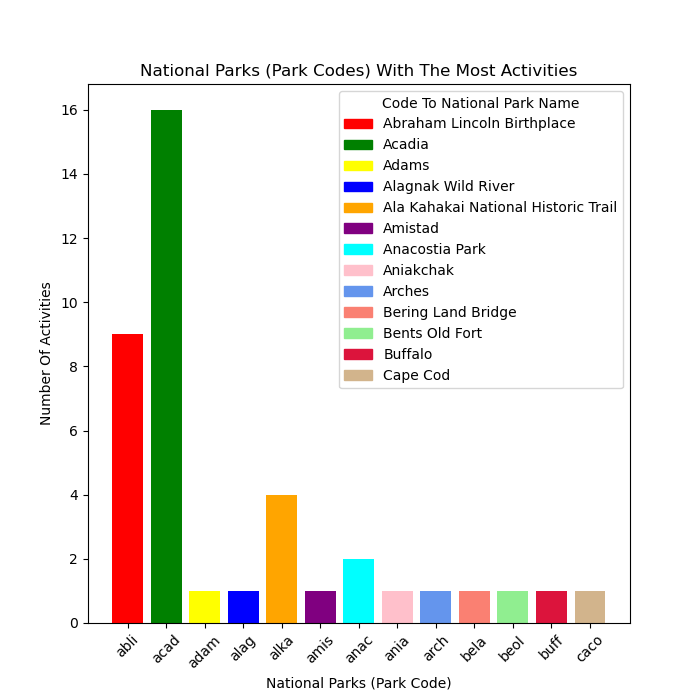 National Parks (Park Codes) With The Most Activities
Code To National Park Name
Abraham Lincoln Birthplace
Acadia
Adams
Alagnak Wild River
Ala Kahakai National Historic Trail
Amistad
Anacostia Park
Aniakchak
Arches
Bering Land Bridge
Bents Old Fort
Buffalo
Cape Cod
Number Of Activities
16
14
12
10
8
6
4
2
0
abli acad adam alag alka amis anac ania arch bela beol buff caco
National Parks (Park Code)